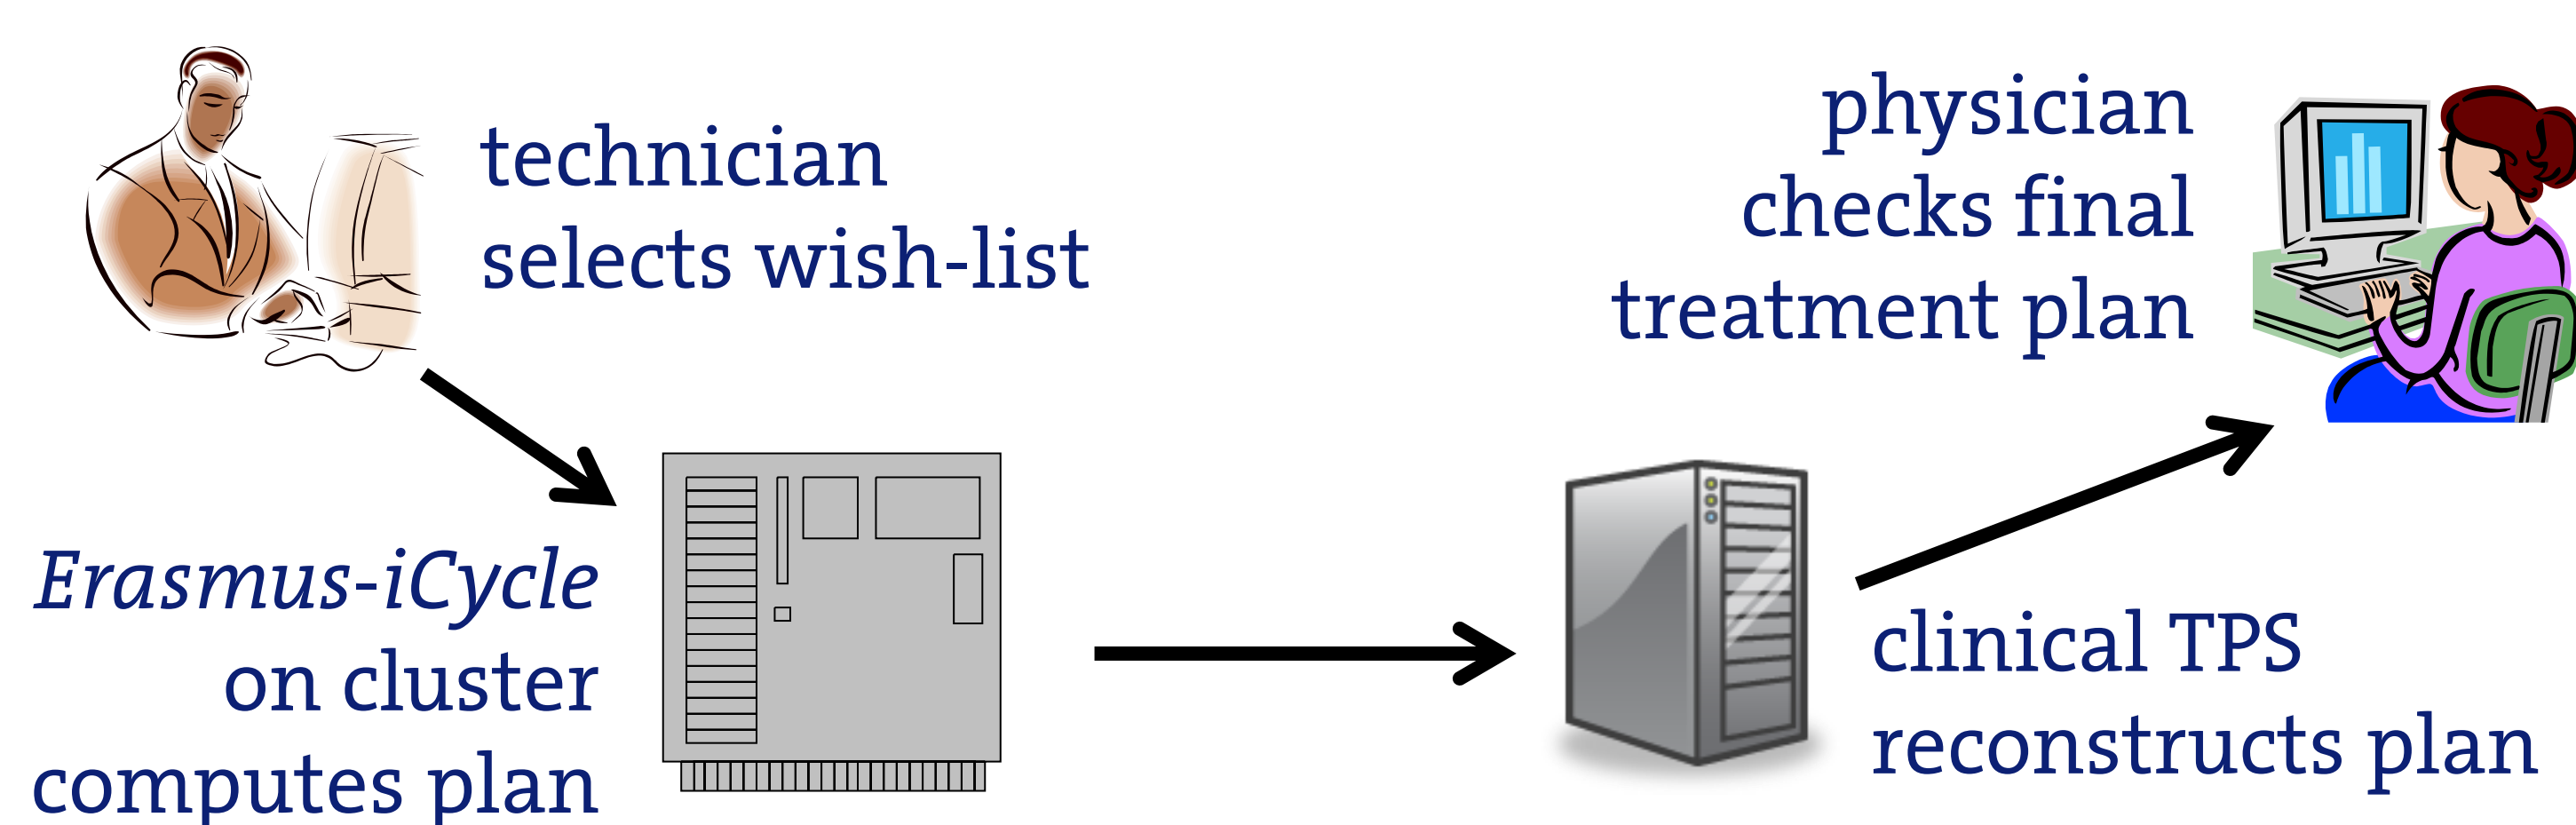 technician
selects wish-list
Erasmus-iCycle
on cluster
computes plan
clinical TPS
reconstructs plan
physician
checks final
treatment plan